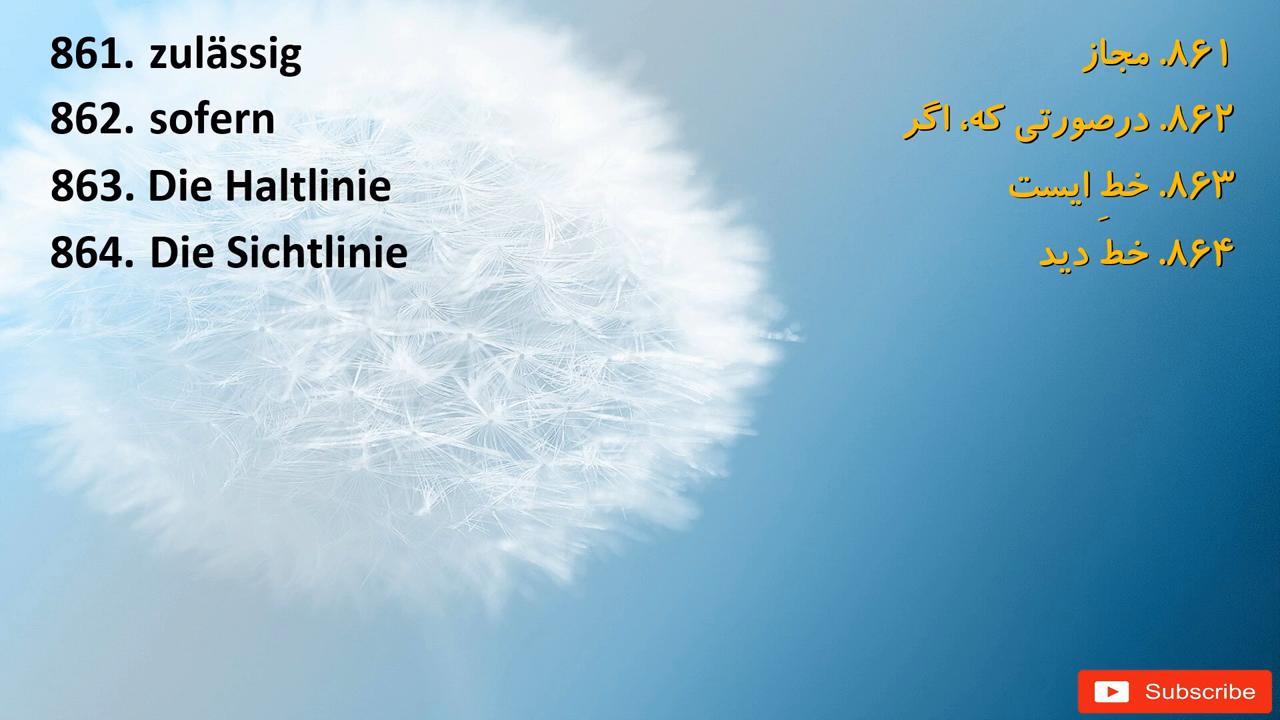 861. zulässig
۸۶۱. مجاز
862. sofern
۸۶۲. درصورتی که، اگر
863. Die Haltlinie
۸۶۳. خطِ ایست
864. Die Sichtlinie
۸۶۴. خط دید
Subscribe